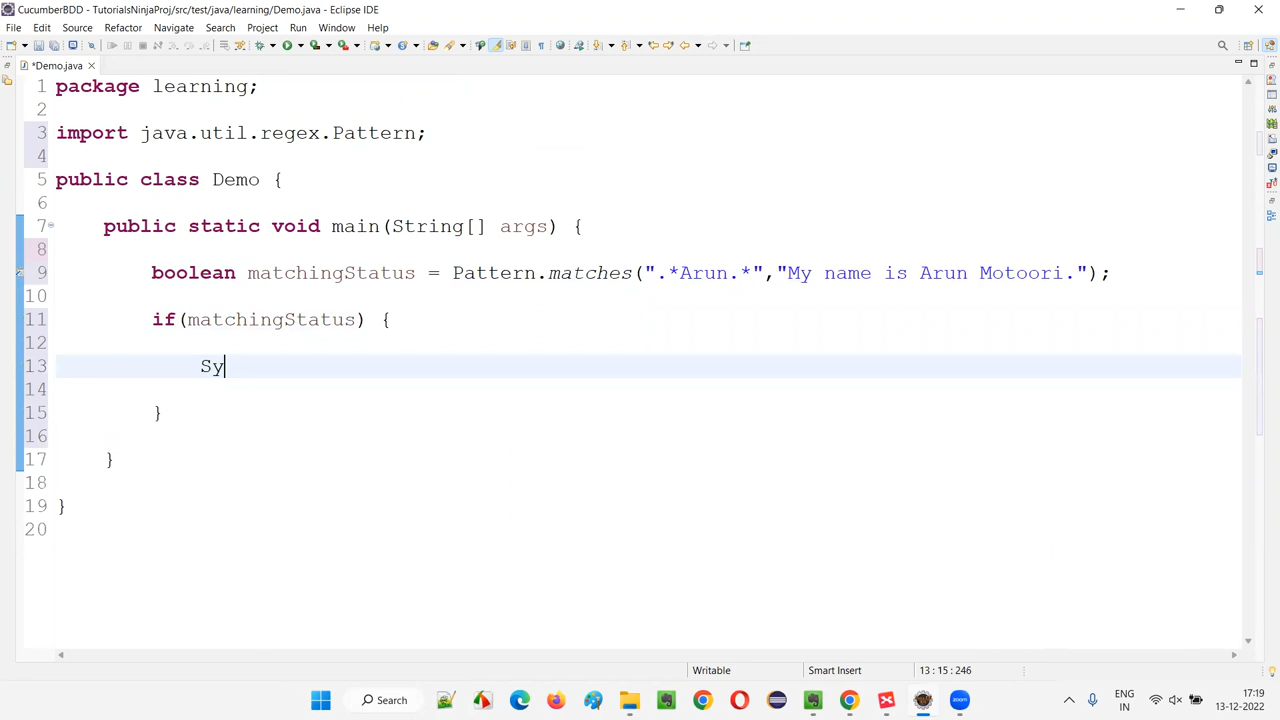 CucumberBDD - TutorialsNinjaProj/src/test/java/learning/Demo.java - Eclipse IDE
File Edit Source Refactor Navigate Search Project Run Window Help
*Demo.java
1 package learning;
2
3 import java.util.regex.Pattern;
4
5 public class Demo {
6
7 public static void main(String[] args) {
8
9 boolean matchingStatus = Pattern.matches(".*Arun.*","My name is Arun Motoori.");
10
11 if(matchingStatus) {
12
13 Sy
14
15 }
16
17 }
18
19 }
20
Writable Smart Insert 13 : 15 : 246
Search ENG IN 17:19 13-12-2022